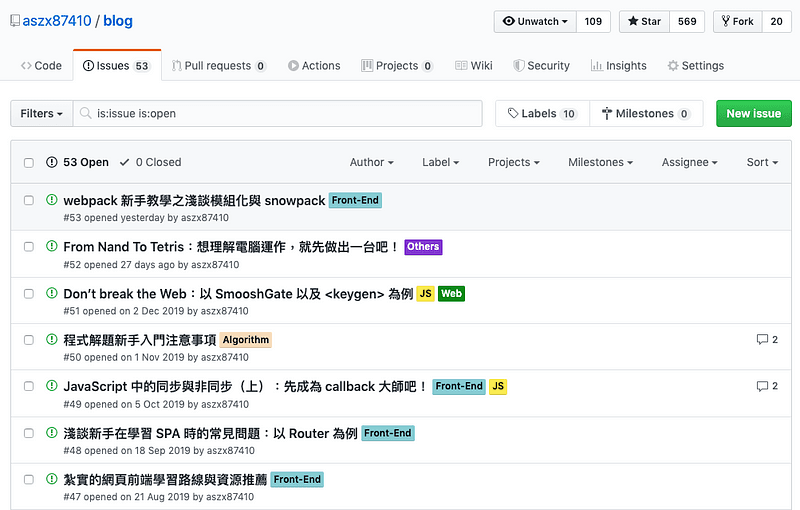 aszx87410 / blog
Unwatch 109 Star 569 Fork 20
Code Issues 53 Pull requests 0 Actions Projects 0 Wiki Security Insights Settings
Filters is:issue is:open Labels 10 Milestones 0 New issue
53 Open 0 Closed Author Label Projects Milestones Assignee Sort
webpack 新手教學之淺談模組化與 snowpack Front-End
#53 opened yesterday by aszx87410
From Nand To Tetris：想理解電腦運作，就先做出一台吧！ Others
#52 opened 27 days ago by aszx87410
Don’t break the Web：以 SmooshGate 以及 <keygen> 為例 JS Web
#51 opened on 2 Dec 2019 by aszx87410
程式解題新手入門注意事項 Algorithm 2
#50 opened on 1 Nov 2019 by aszx87410
JavaScript 中的同步與非同步（上）：先成為 callback 大師吧！ Front-End JS 2
#49 opened on 5 Oct 2019 by aszx87410
淺談新手在學習 SPA 時的常見問題：以 Router 為例 Front-End
#48 opened on 18 Sep 2019 by aszx87410
紮實的網頁前端學習路線與資源推薦 Front-End
#47 opened on 21 Aug 2019 by aszx87410